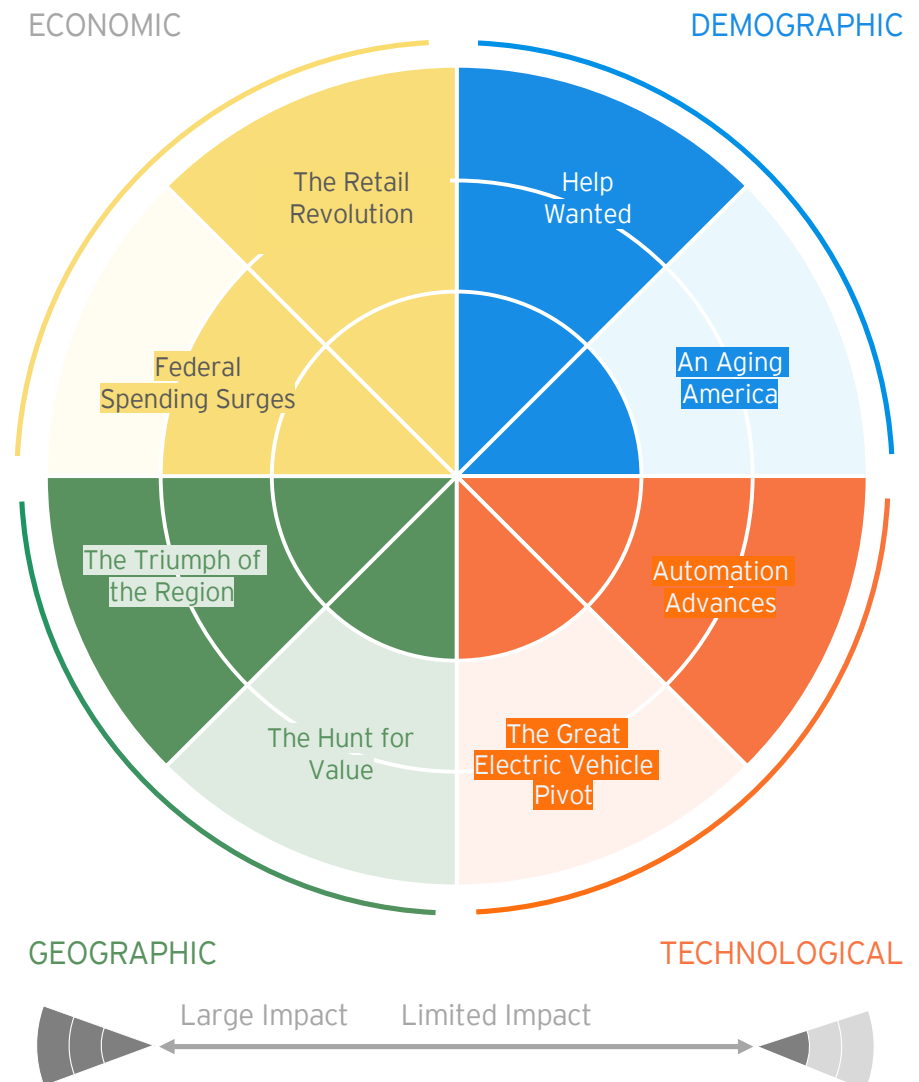 ECONOMIC
DEMOGRAPHIC
The Retail
Revolution
Help
Wanted
Federal
Spending Surges
An Aging
America
The Triumph of
the Region
Automation
Advances
The Hunt for
Value
The Great
Electric Vehicle
Pivot
GEOGRAPHIC
TECHNOLOGICAL
Large Impact
Limited Impact